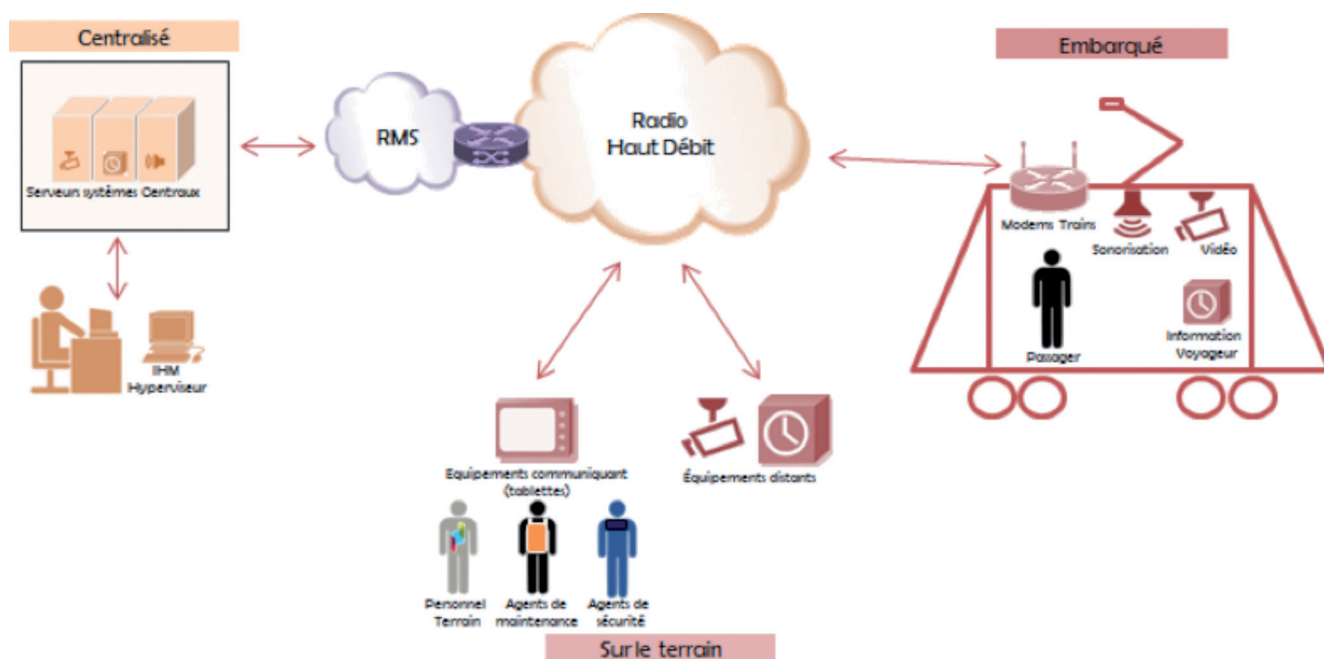 Centralisé
Serveurs systèmes Centraux
IHM
Hyperviseur
RMS
Radio
Haut Débit
Embarqué
Modems Trains
Sonorisation
Vidéo
Passager
Information
Voyageur
Equipements communiquant
(tablettes)
Équipements distants
Personnel
Terrain
Agents de
maintenance
Agents de
sécurité
Sur le terrain